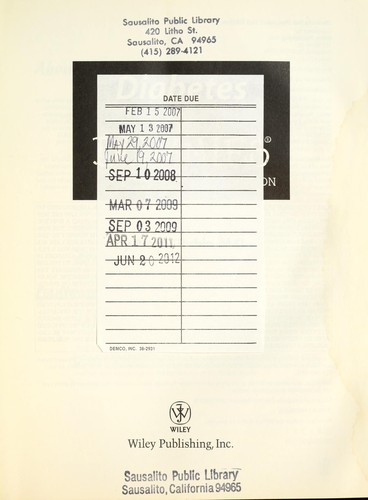 Sausalito Public Library
420 Litho St.
Sausalito, CA 94965
(415) 289-4121
Diabetes
DATE DUE
FEB 15 2007
MAY 13 2007
May 29, 2007
June 19, 2007
SEP 10 2008
MAR 07 2009
SEP 03 2009
APR 17 2011
JUN 20 2012
DEMCO, INC. 38-2931
WILEY
Wiley Publishing, Inc.
Sausalito Public Library
Sausalito, California 94965